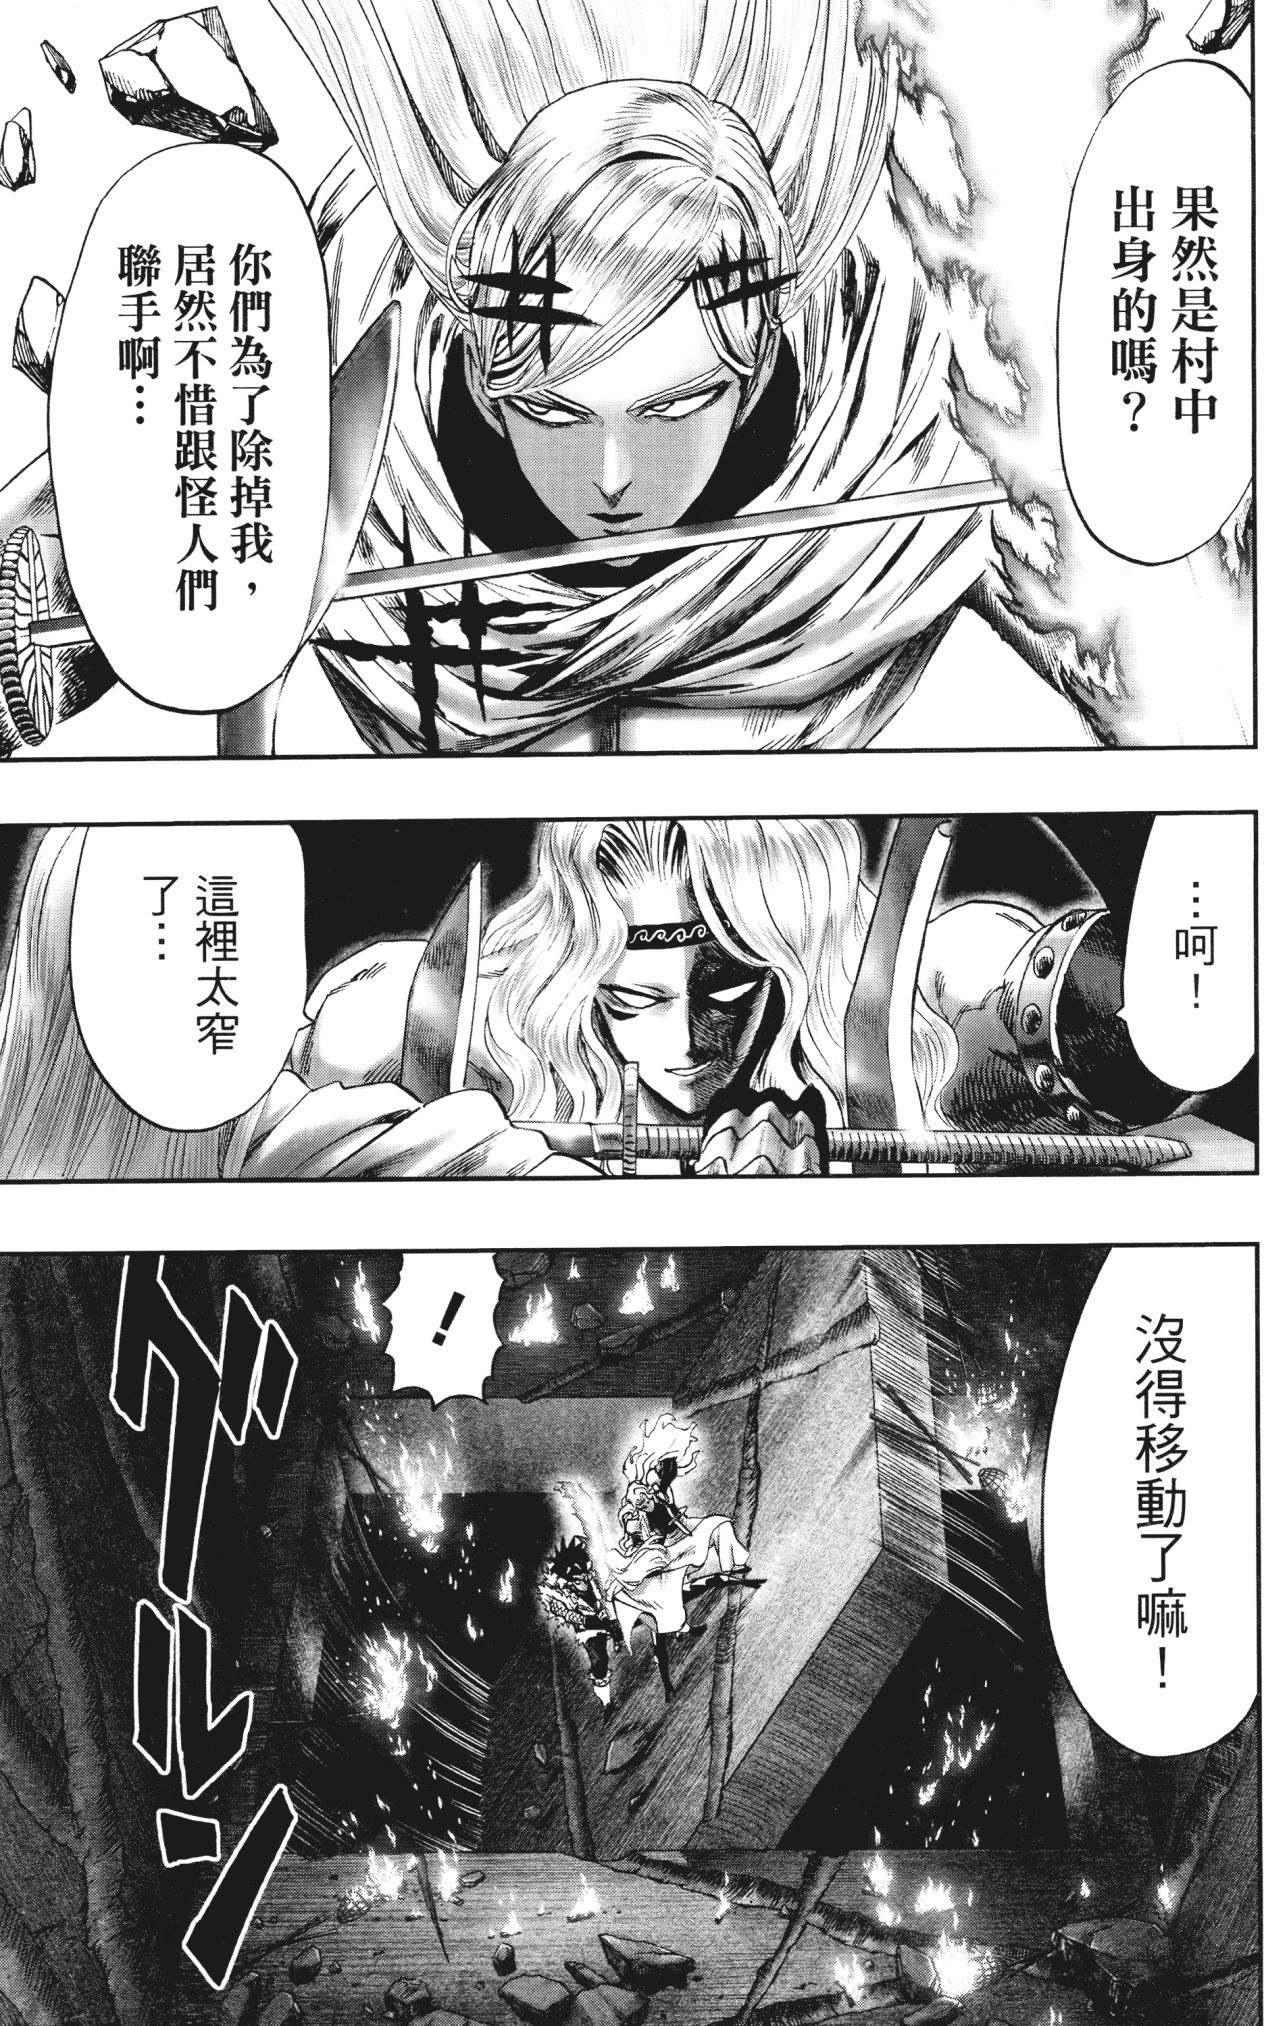 果然是村中
出身的嗎？
你們為了除掉我，
居然不惜跟怪人們
聯手啊…
…呵！
這裡太窄
了…
沒得移動了嘛！
！
グルン